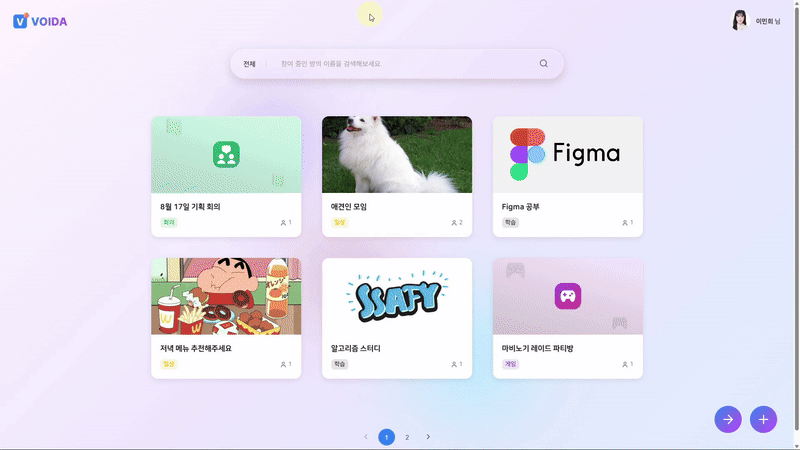 VOIDA
이민희 님
전체
참여 중인 방의 이름을 검색해보세요
8월 17일 기획 회의
회의
1
애견인 모임
일상
2
Figma
Figma 공부
학습
1
저녁 메뉴 추천해주세요
일상
1
SSAFY
알고리즘 스터디
학습
1
마비노기 레이드 파티방
게임
1
1
2